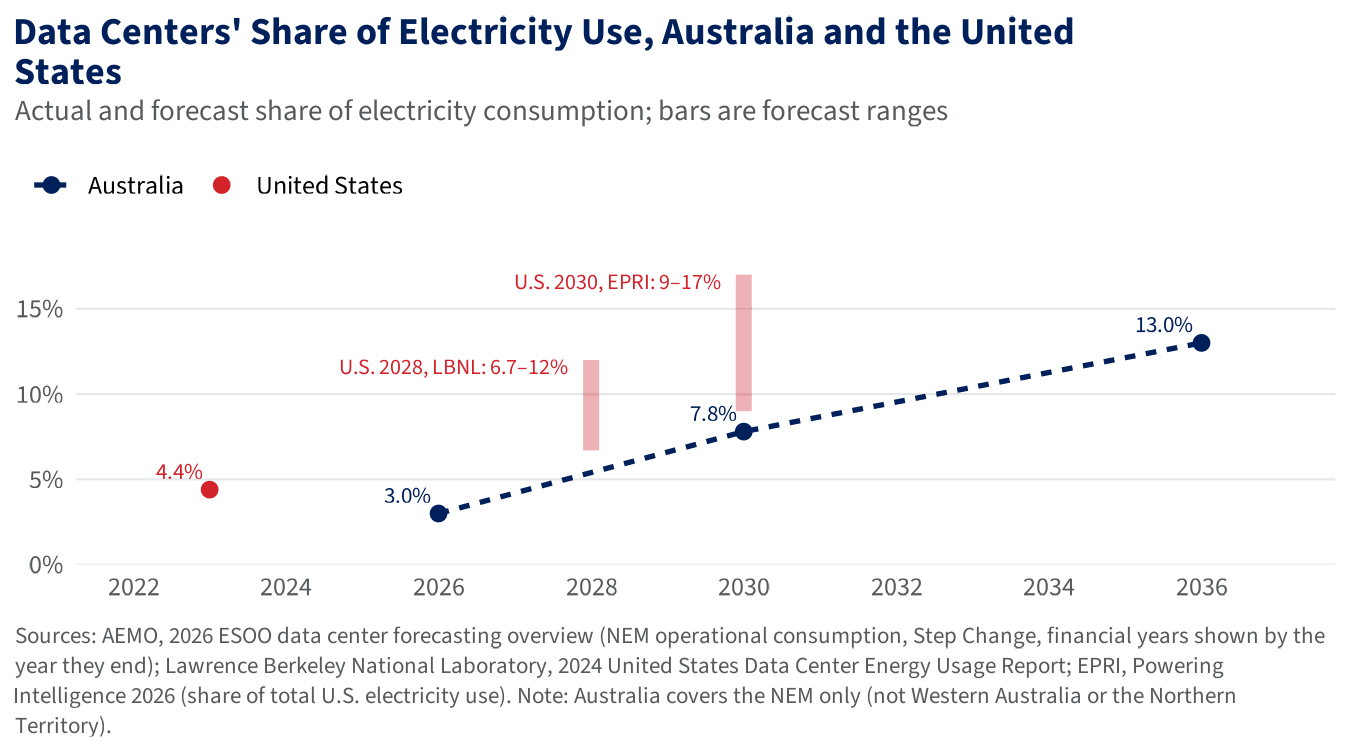 Data Centers' Share of Electricity Use, Australia and the United
States
Actual and forecast share of electricity consumption; bars are forecast ranges
Australia United States
U.S. 2030, EPRI: 9–17%
15%
13.0%
U.S. 2028, LBNL: 6.7–12%
10%
7.8%
4.4%
5%
3.0%
0%
2022 2024 2026 2028 2030 2032 2034 2036
Sources: AEMO, 2026 ESOO data center forecasting overview (NEM operational consumption, Step Change, financial years shown by the
year they end); Lawrence Berkeley National Laboratory, 2024 United States Data Center Energy Usage Report; EPRI, Powering
Intelligence 2026 (share of total U.S. electricity use). Note: Australia covers the NEM only (not Western Australia or the Northern
Territory).